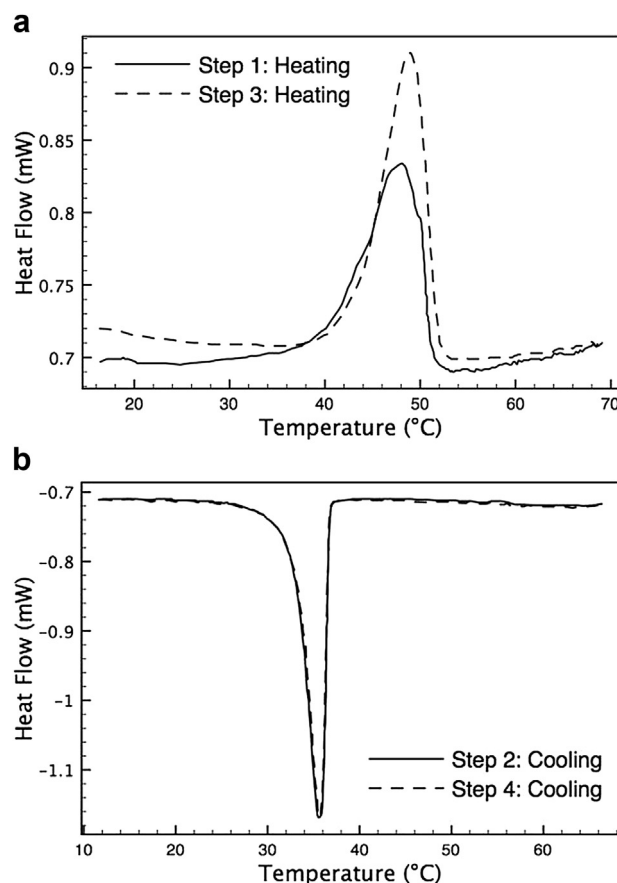 a
0.9
0.85
0.8
0.75
0.7
Heat Flow (mW)
Step 1: Heating
Step 3: Heating
20
30
40
50
60
70
Temperature (°C)
b
−0.7
−0.8
−0.9
−1
−1.1
Heat Flow (mW)
Step 2: Cooling
Step 4: Cooling
10
20
30
40
50
60
Temperature (°C)